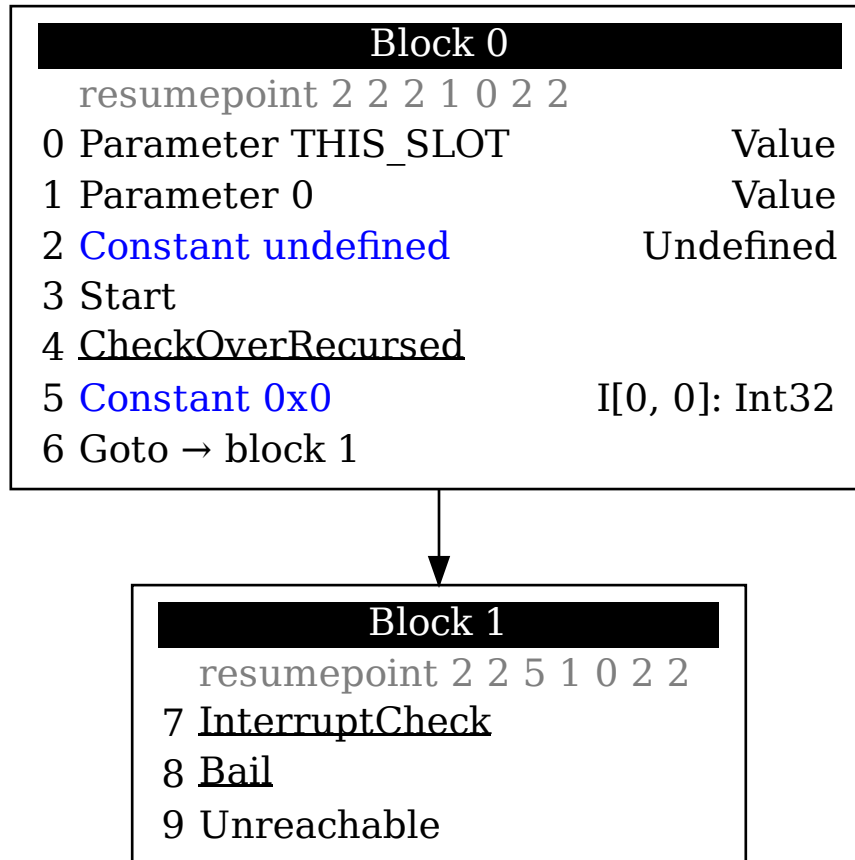 Block 0
resumepoint 2 2 2 1 0 2 2
0 Parameter THIS_SLOT Value
1 Parameter 0 Value
2 Constant undefined Undefined
3 Start
4 CheckOverRecursed
5 Constant 0x0 I[0, 0]: Int32
6 Goto → block 1
Block 1
resumepoint 2 2 5 1 0 2 2
7 InterruptCheck
8 Bail
9 Unreachable